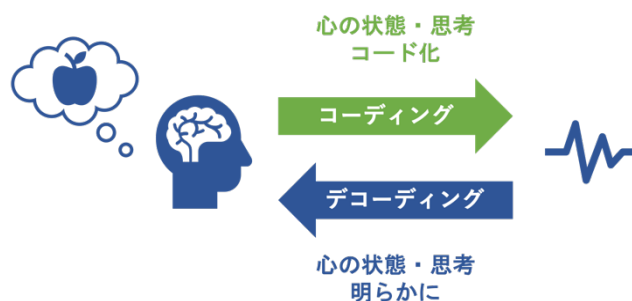 心の状態・思考
コード化
コーディング
デコーディング
心の状態・思考
明らかに